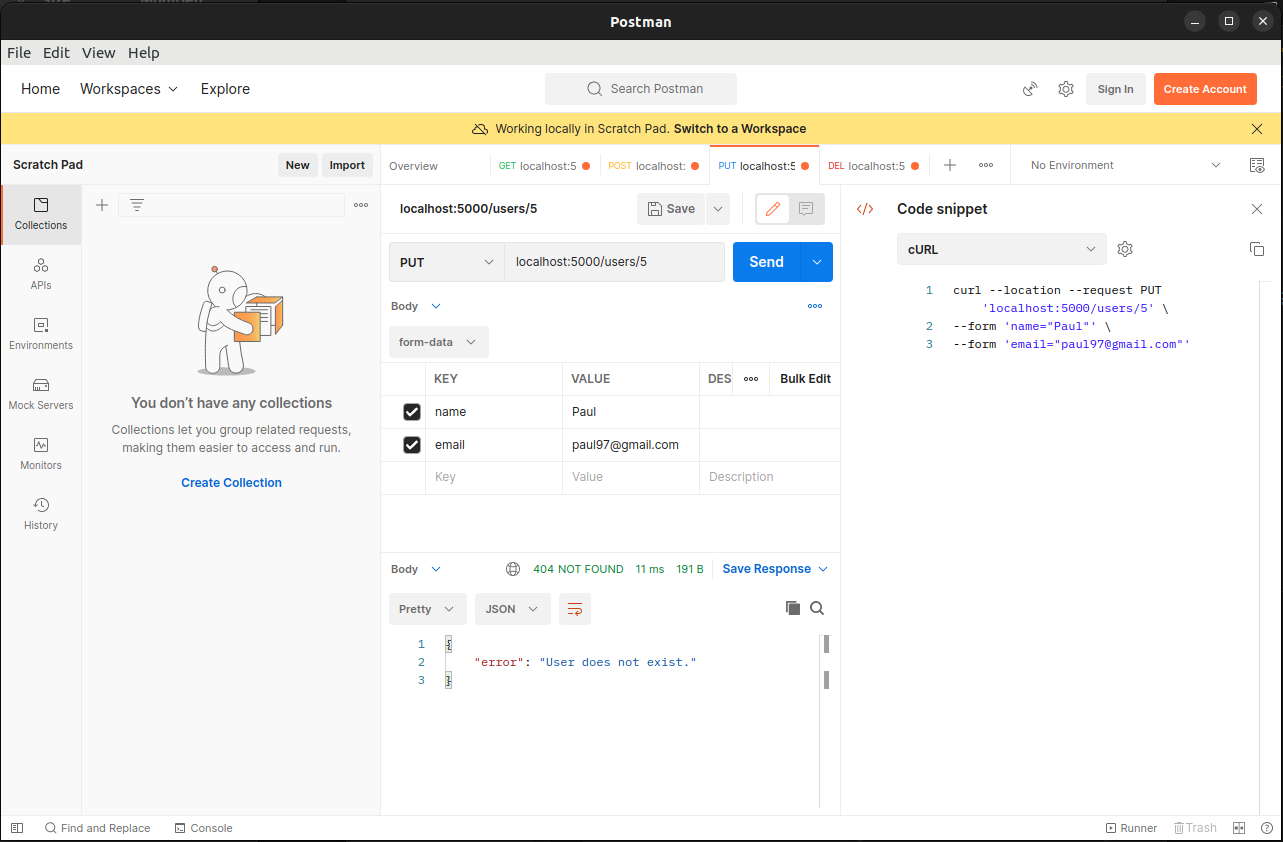 Postman
File Edit View Help
Home Workspaces Explore Search Postman Sign In Create Account
Working locally in Scratch Pad. Switch to a Workspace
Scratch Pad New Import Overview GET localhost:5 POST localhost: PUT localhost:5 DEL localhost:5 No Environment
Collections
APIs
Environments
Mock Servers
Monitors
History
You don't have any collections
Collections let you group related requests,
making them easier to access and run.
Create Collection
localhost:5000/users/5 Save
PUT localhost:5000/users/5 Send
Body
form-data
KEY VALUE DES Bulk Edit
name Paul
email paul97@gmail.com
Key Value Description
Body 404 NOT FOUND 11 ms 191 B Save Response
Pretty JSON
1 {
2 "error": "User does not exist."
3 }
</> Code snippet
cURL
1 curl --location --request PUT
'localhost:5000/users/5' \
2 --form 'name="Paul"' \
3 --form 'email="paul97@gmail.com"'
Find and Replace Console Runner Trash